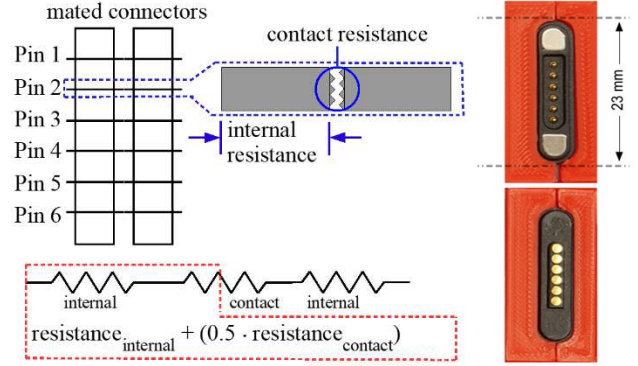 mated connectors
Pin 1
Pin 2
Pin 3
Pin 4
Pin 5
Pin 6
contact resistance
internal
resistance
23 mm
internal
contact
internal
resistance internal + (0.5 · resistance contact)